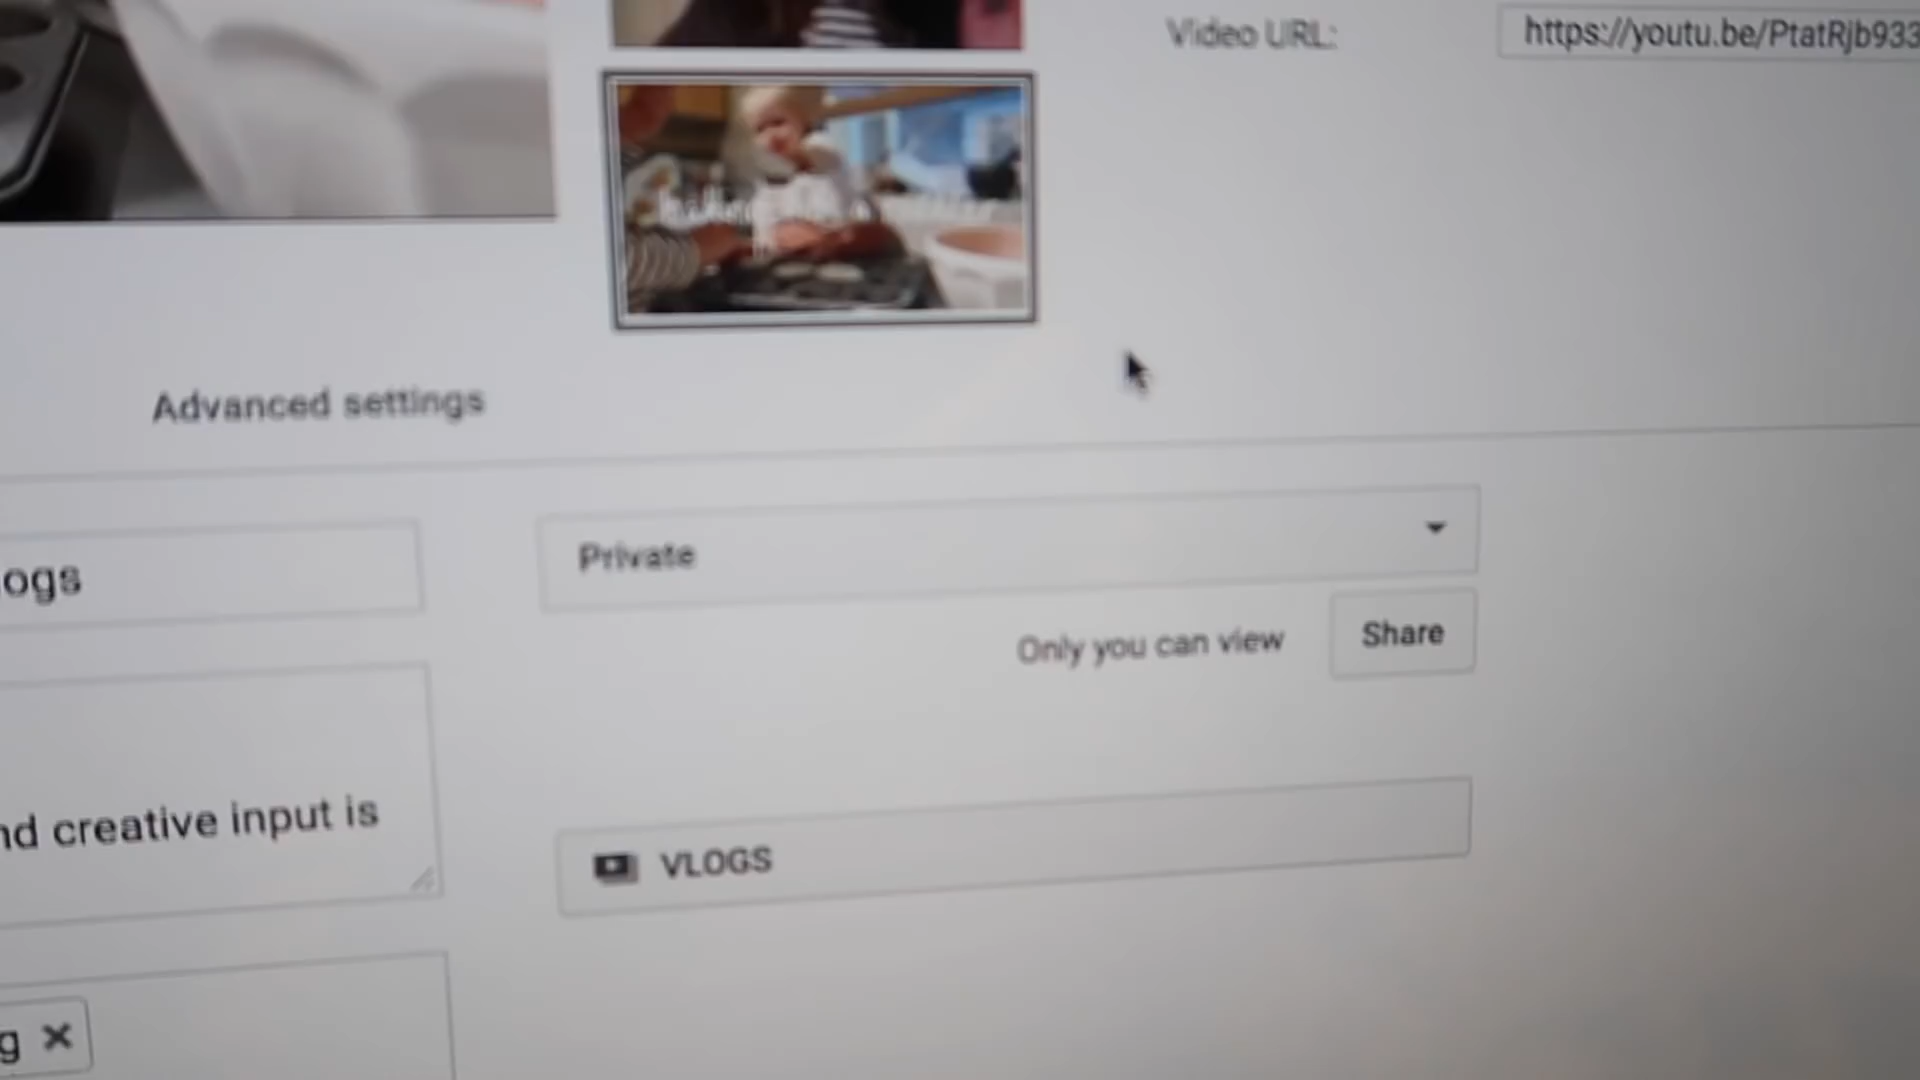 Video URL:
https://youtu.be/PtatRjb933
Advanced settings
ogs
Private
Only you can view
Share
nd creative input is
VLOGS
g